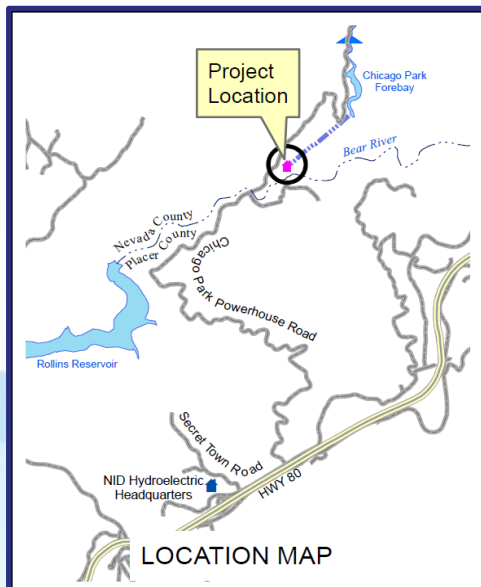 Project
Location
Chicago Park
Forebay
Bear River
Nevada County
Placer County
Chicago Park Powerhouse Road
Rollins Reservoir
Secret Town Road
NID Hydroelectric
Headquarters
HWY 80
LOCATION MAP